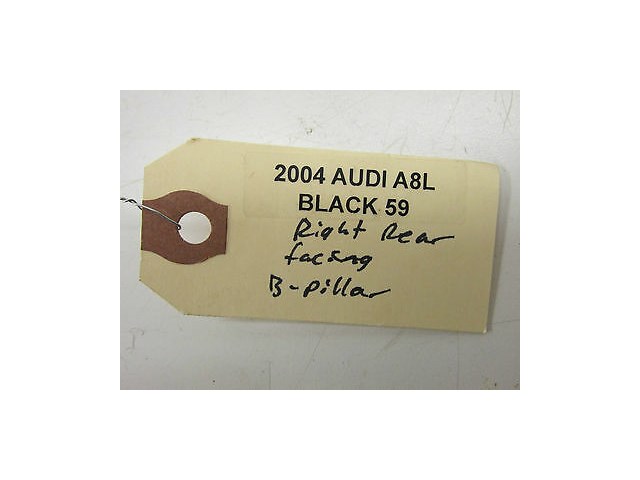 2004 AUDI A8L
BLACK 59
Right Rear
facing
B-pillar